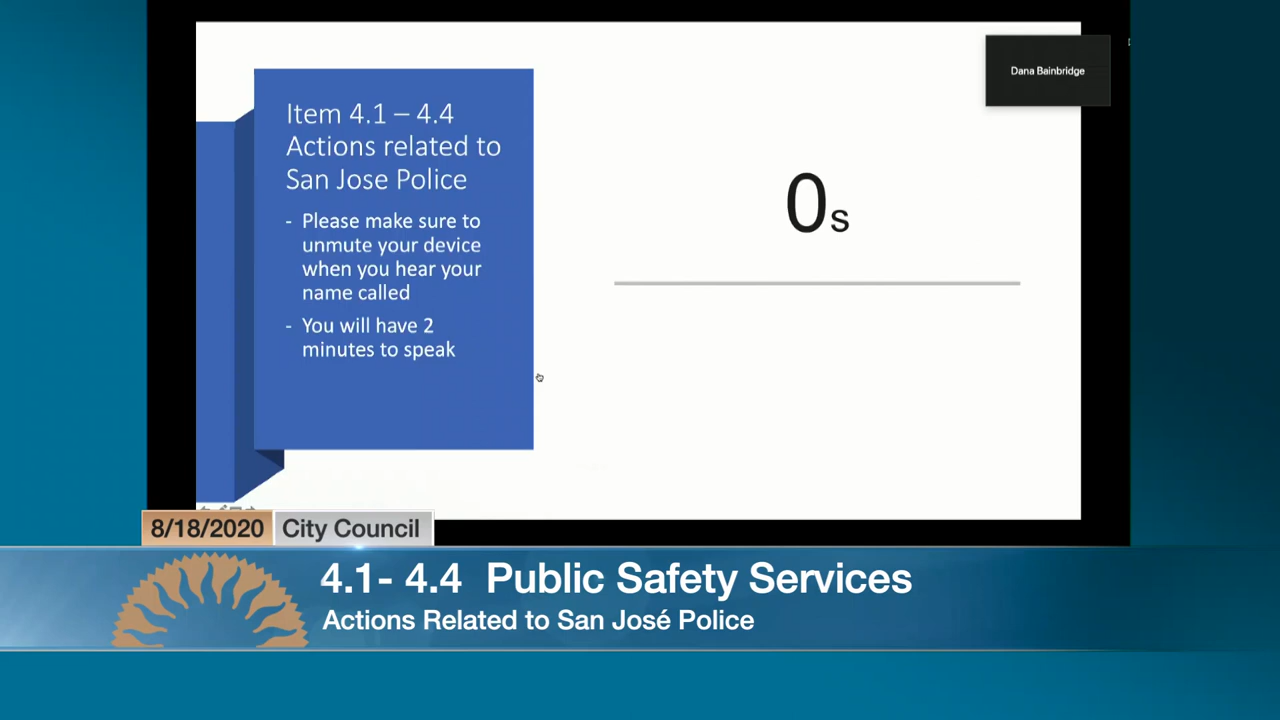 Dana Bainbridge
Item 4.1 – 4.4
Actions related to
San Jose Police
- Please make sure to
unmute your device
when you hear your
name called
- You will have 2
minutes to speak
0s
8/18/2020 City Council
4.1- 4.4 Public Safety Services
Actions Related to San José Police